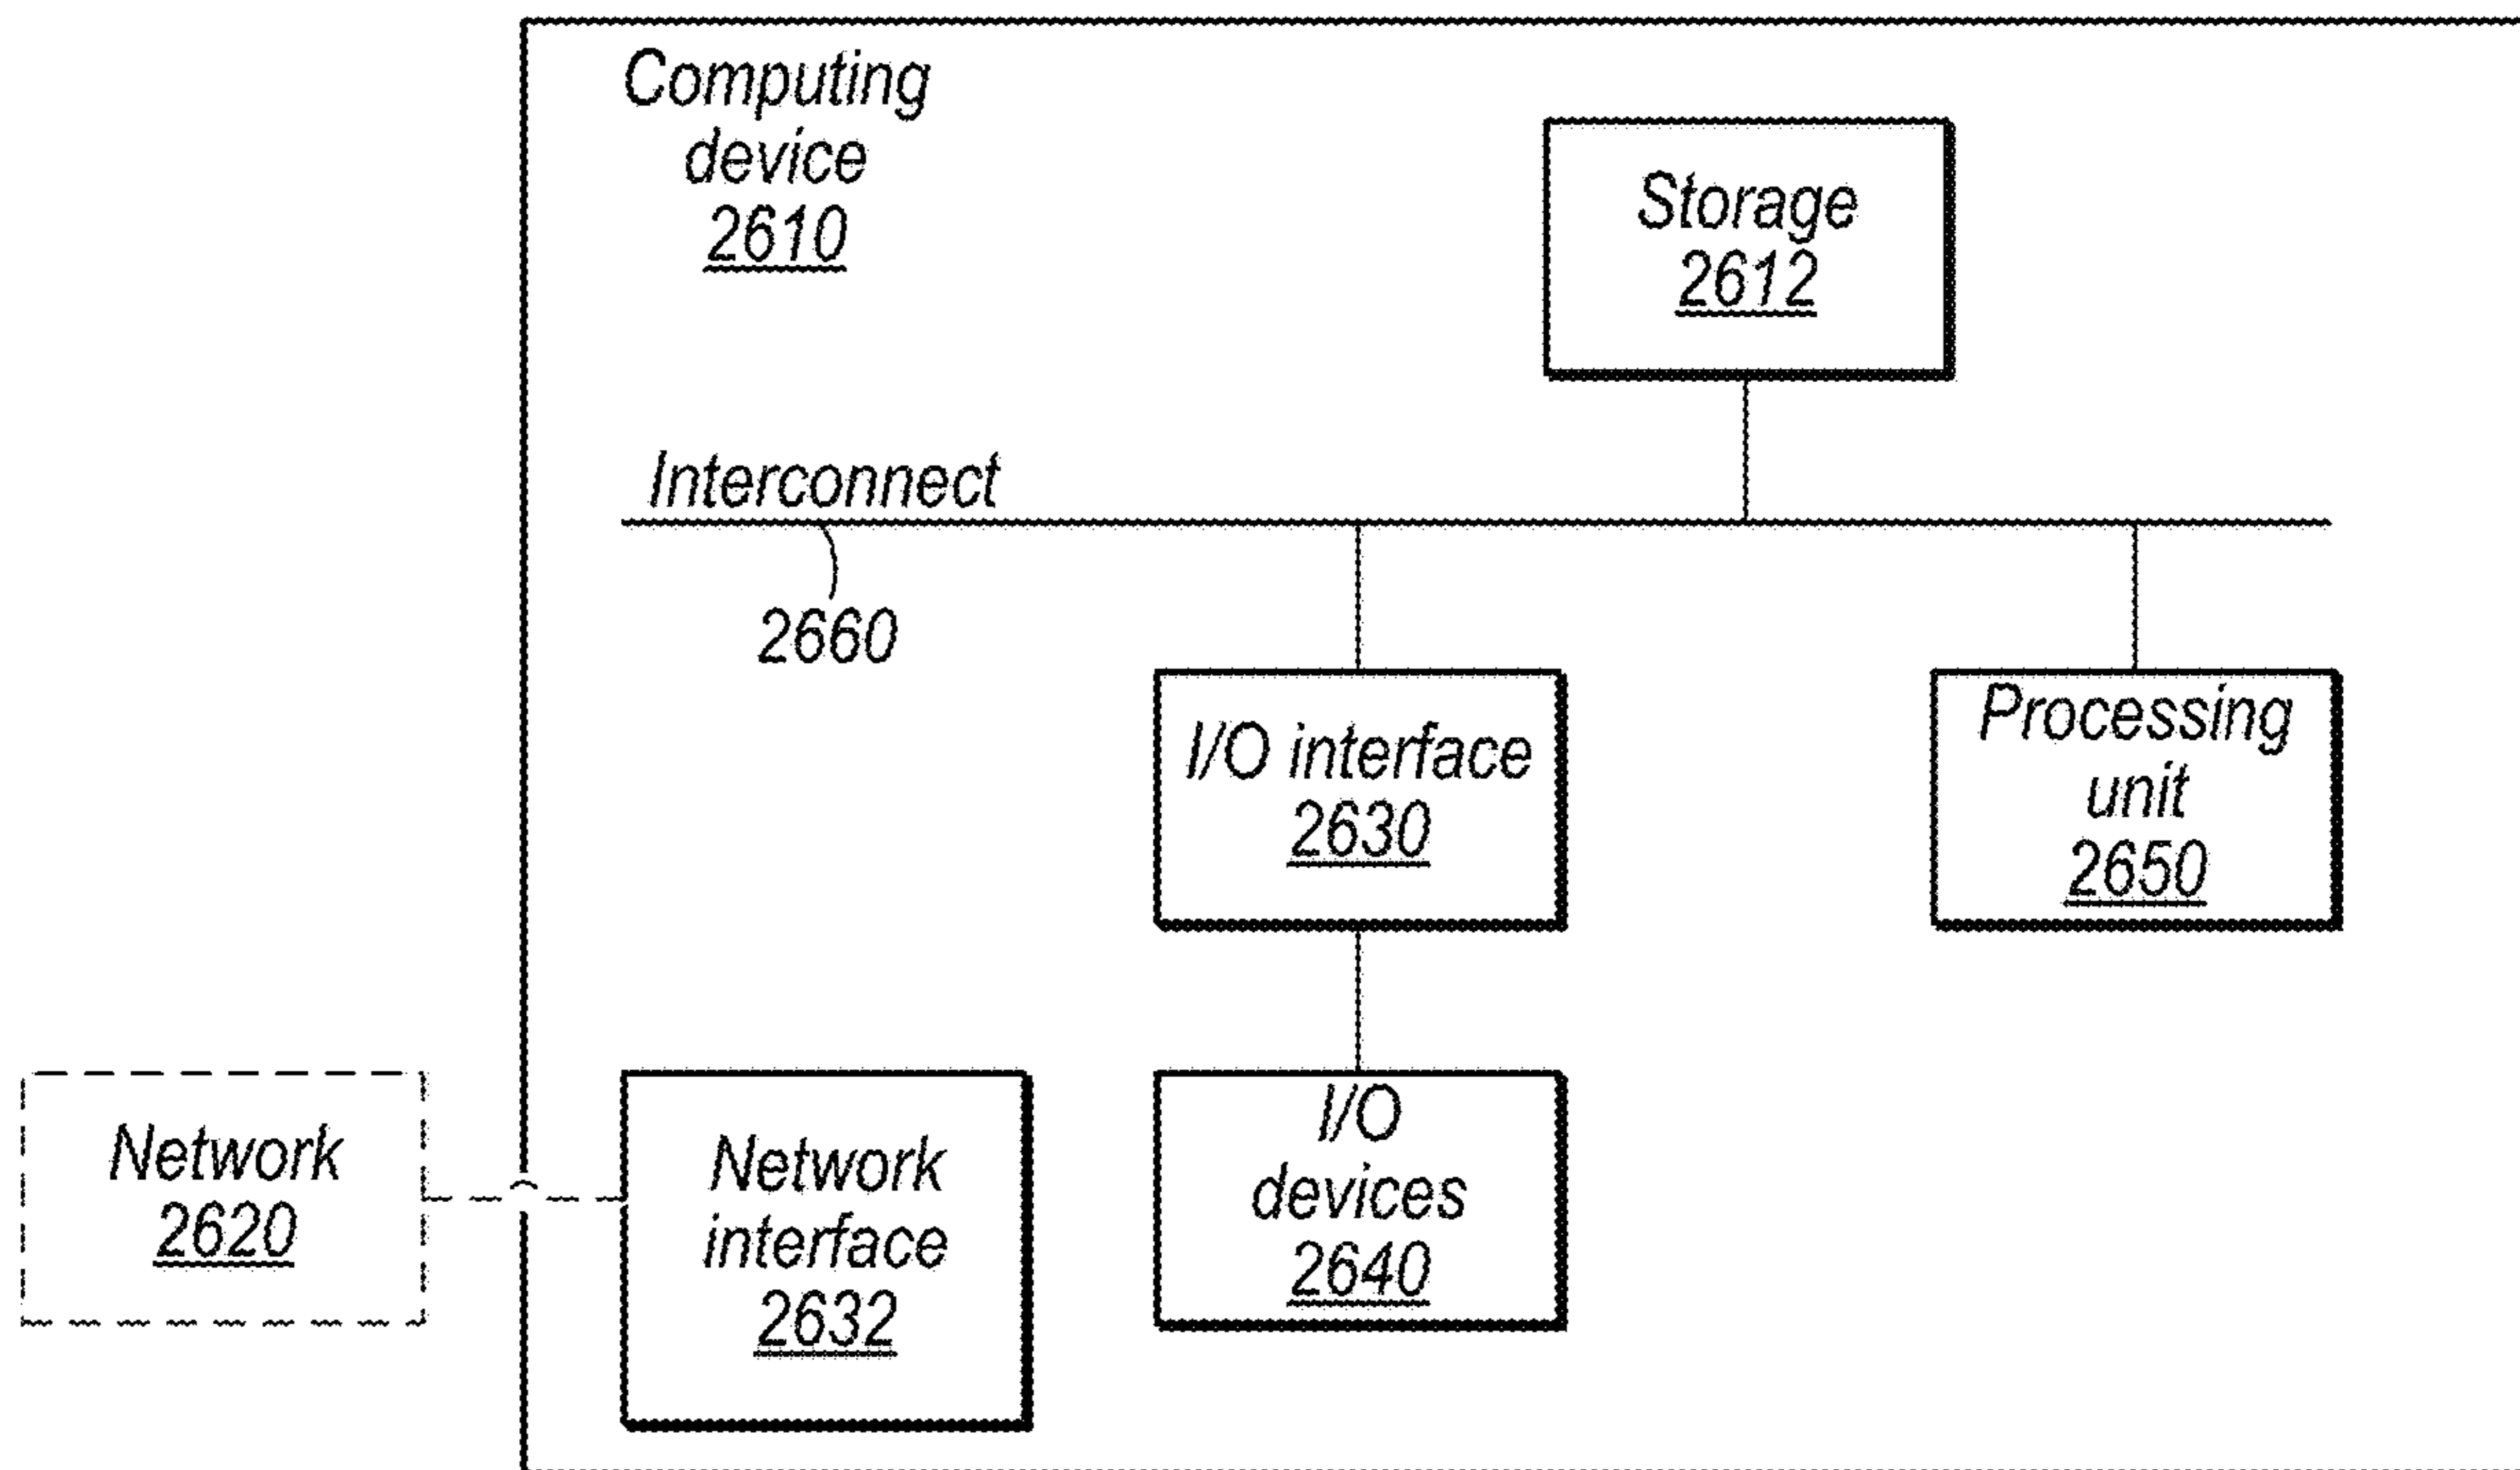 Computing
device
2610
Storage
2612
Interconnect
2660
I/O interface
2630
Processing
unit
2650
Network
2620
Network
interface
2632
I/O
devices
2640